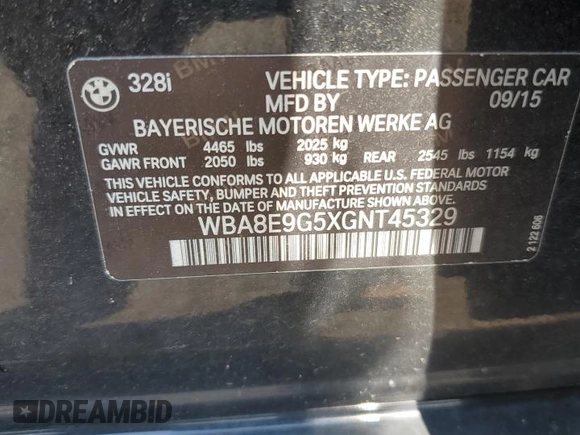 328i VEHICLE TYPE: PASSENGER CAR
MFD BY 09/15
BAYERISCHE MOTOREN WERKE AG
GVWR 4465 lbs 2025 kg
GAWR FRONT 2050 lbs 930 kg REAR 2545 lbs 1154 kg
THIS VEHICLE CONFORMS TO ALL APPLICABLE U.S. FEDERAL MOTOR
VEHICLE SAFETY, BUMPER, AND THEFT PREVENTION STANDARDS
IN EFFECT ON THE DATE OF MANUFACTURE SHOWN ABOVE.
WBA8E9G5XGNT45329
2 122 606
DREAMBID